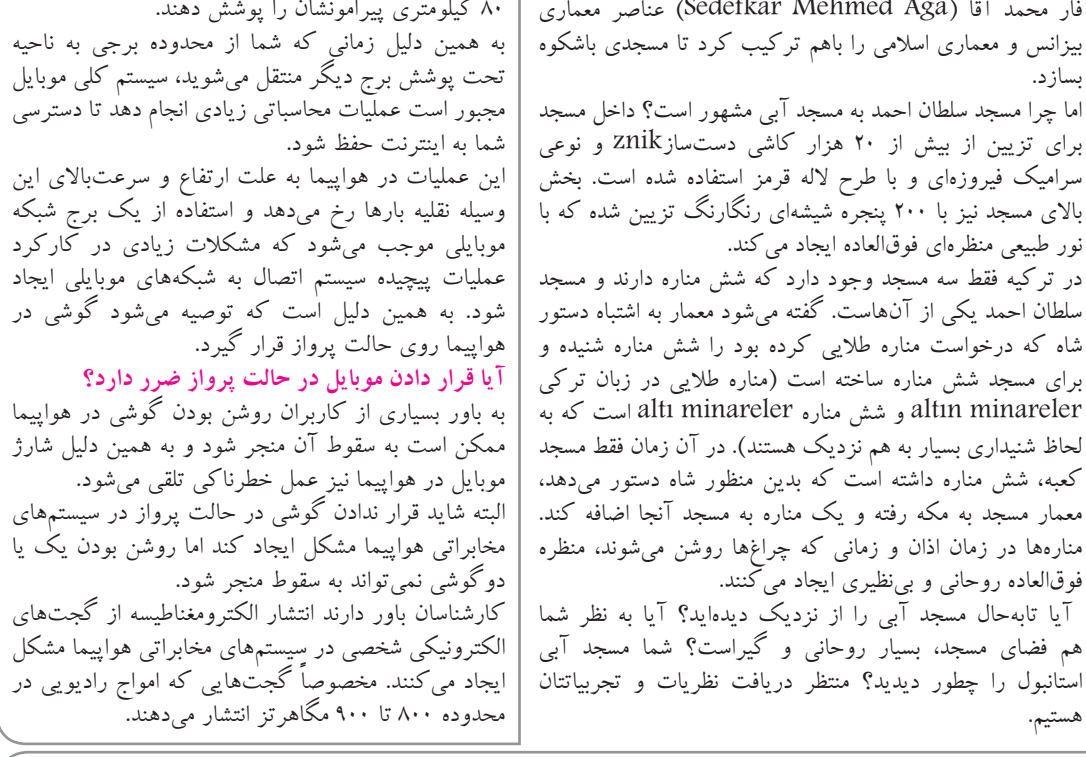 فار محمد آقا (Sedefkar Mehmed Aga) عناصر معماری
بیزانس و معماری اسلامی را باهم ترکیب کرد تا مسجدی باشکوه
بسازد.
اما چرا مسجد سلطان احمد به مسجد آبی مشهور است؟ داخل مسجد
برای تزیین از بیش از ۲۰ هزار کاشی دست‌ساز znik و نوعی
سرامیک فیروزه‌ای و با طرح لاله قرمز استفاده شده است. بخش
بالای مسجد نیز با ۲۰۰ پنجره شیشه‌ای رنگارنگ تزیین شده که با
نور طبیعی منظره‌ای فوق‌العاده ایجاد می‌کند.
در ترکیه فقط سه مسجد وجود دارد که شش مناره دارند و مسجد
سلطان احمد یکی از آن‌هاست. گفته می‌شود معمار به اشتباه دستور
شاه که درخواست مناره طلایی کرده بود را شش مناره شنیده و
برای مسجد شش مناره ساخته است (مناره طلایی در زبان ترکی
altın minareler و شش مناره altı minareler است که به
لحاظ شنیداری بسیار به هم نزدیک هستند). در آن زمان فقط مسجد
کعبه، شش مناره داشته است که بدین منظور شاه دستور می‌دهد،
معمار مسجد به مکه رفته و یک مناره به مسجد آنجا اضافه کند.
مناره‌ها در زمان اذان و زمانی که چراغ‌ها روشن می‌شوند، منظره
فوق‌العاده روحانی و بی‌نظیری ایجاد می‌کنند.
آیا تابه‌حال مسجد آبی را از نزدیک دیده‌اید؟ آیا به نظر شما
هم فضای مسجد، بسیار روحانی و گیراست؟ شما مسجد آبی
استانبول را چطور دیدید؟ منتظر دریافت نظریات و تجربیاتتان
هستیم.
۸۰ کیلومتری پیرامونشان را پوشش دهند.
به همین دلیل زمانی که شما از محدوده برجی به ناحیه
تحت پوشش برج دیگر منتقل می‌شوید، سیستم کلی موبایل
مجبور است عملیات محاسباتی زیادی انجام دهد تا دسترسی
شما به اینترنت حفظ شود.
این عملیات در هواپیما به علت ارتفاع و سرعت‌بالای این
وسیله نقلیه بارها رخ می‌دهد و استفاده از یک برج شبکه
موبایلی موجب می‌شود که مشکلات زیادی در کارکرد
عملیات پیچیده سیستم اتصال به شبکه‌های موبایلی ایجاد
شود. به همین دلیل است که توصیه می‌شود گوشی در
هواپیما روی حالت پرواز قرار گیرد.
آیا قرار دادن موبایل در حالت پرواز ضرر دارد؟
به باور بسیاری از کاربران روشن بودن گوشی در هواپیما
ممکن است به سقوط آن منجر شود و به همین دلیل شارژ
موبایل در هواپیما نیز عمل خطرناکی تلقی می‌شود.
البته شاید قرار ندادن گوشی در حالت پرواز در سیستم‌های
مخابراتی هواپیما مشکل ایجاد کند اما روشن بودن یک یا
دوگوشی نمی‌تواند به سقوط منجر شود.
کارشناسان باور دارند انتشار الکترومغناطیسه از گجت‌های
الکترونیکی شخصی در سیستم‌های مخابراتی هواپیما مشکل
ایجاد می‌کنند. مخصوصاً گجت‌هایی که امواج رادیویی در
محدوده ۸۰۰ تا ۹۰۰ مگاهرتز انتشار می‌دهند.